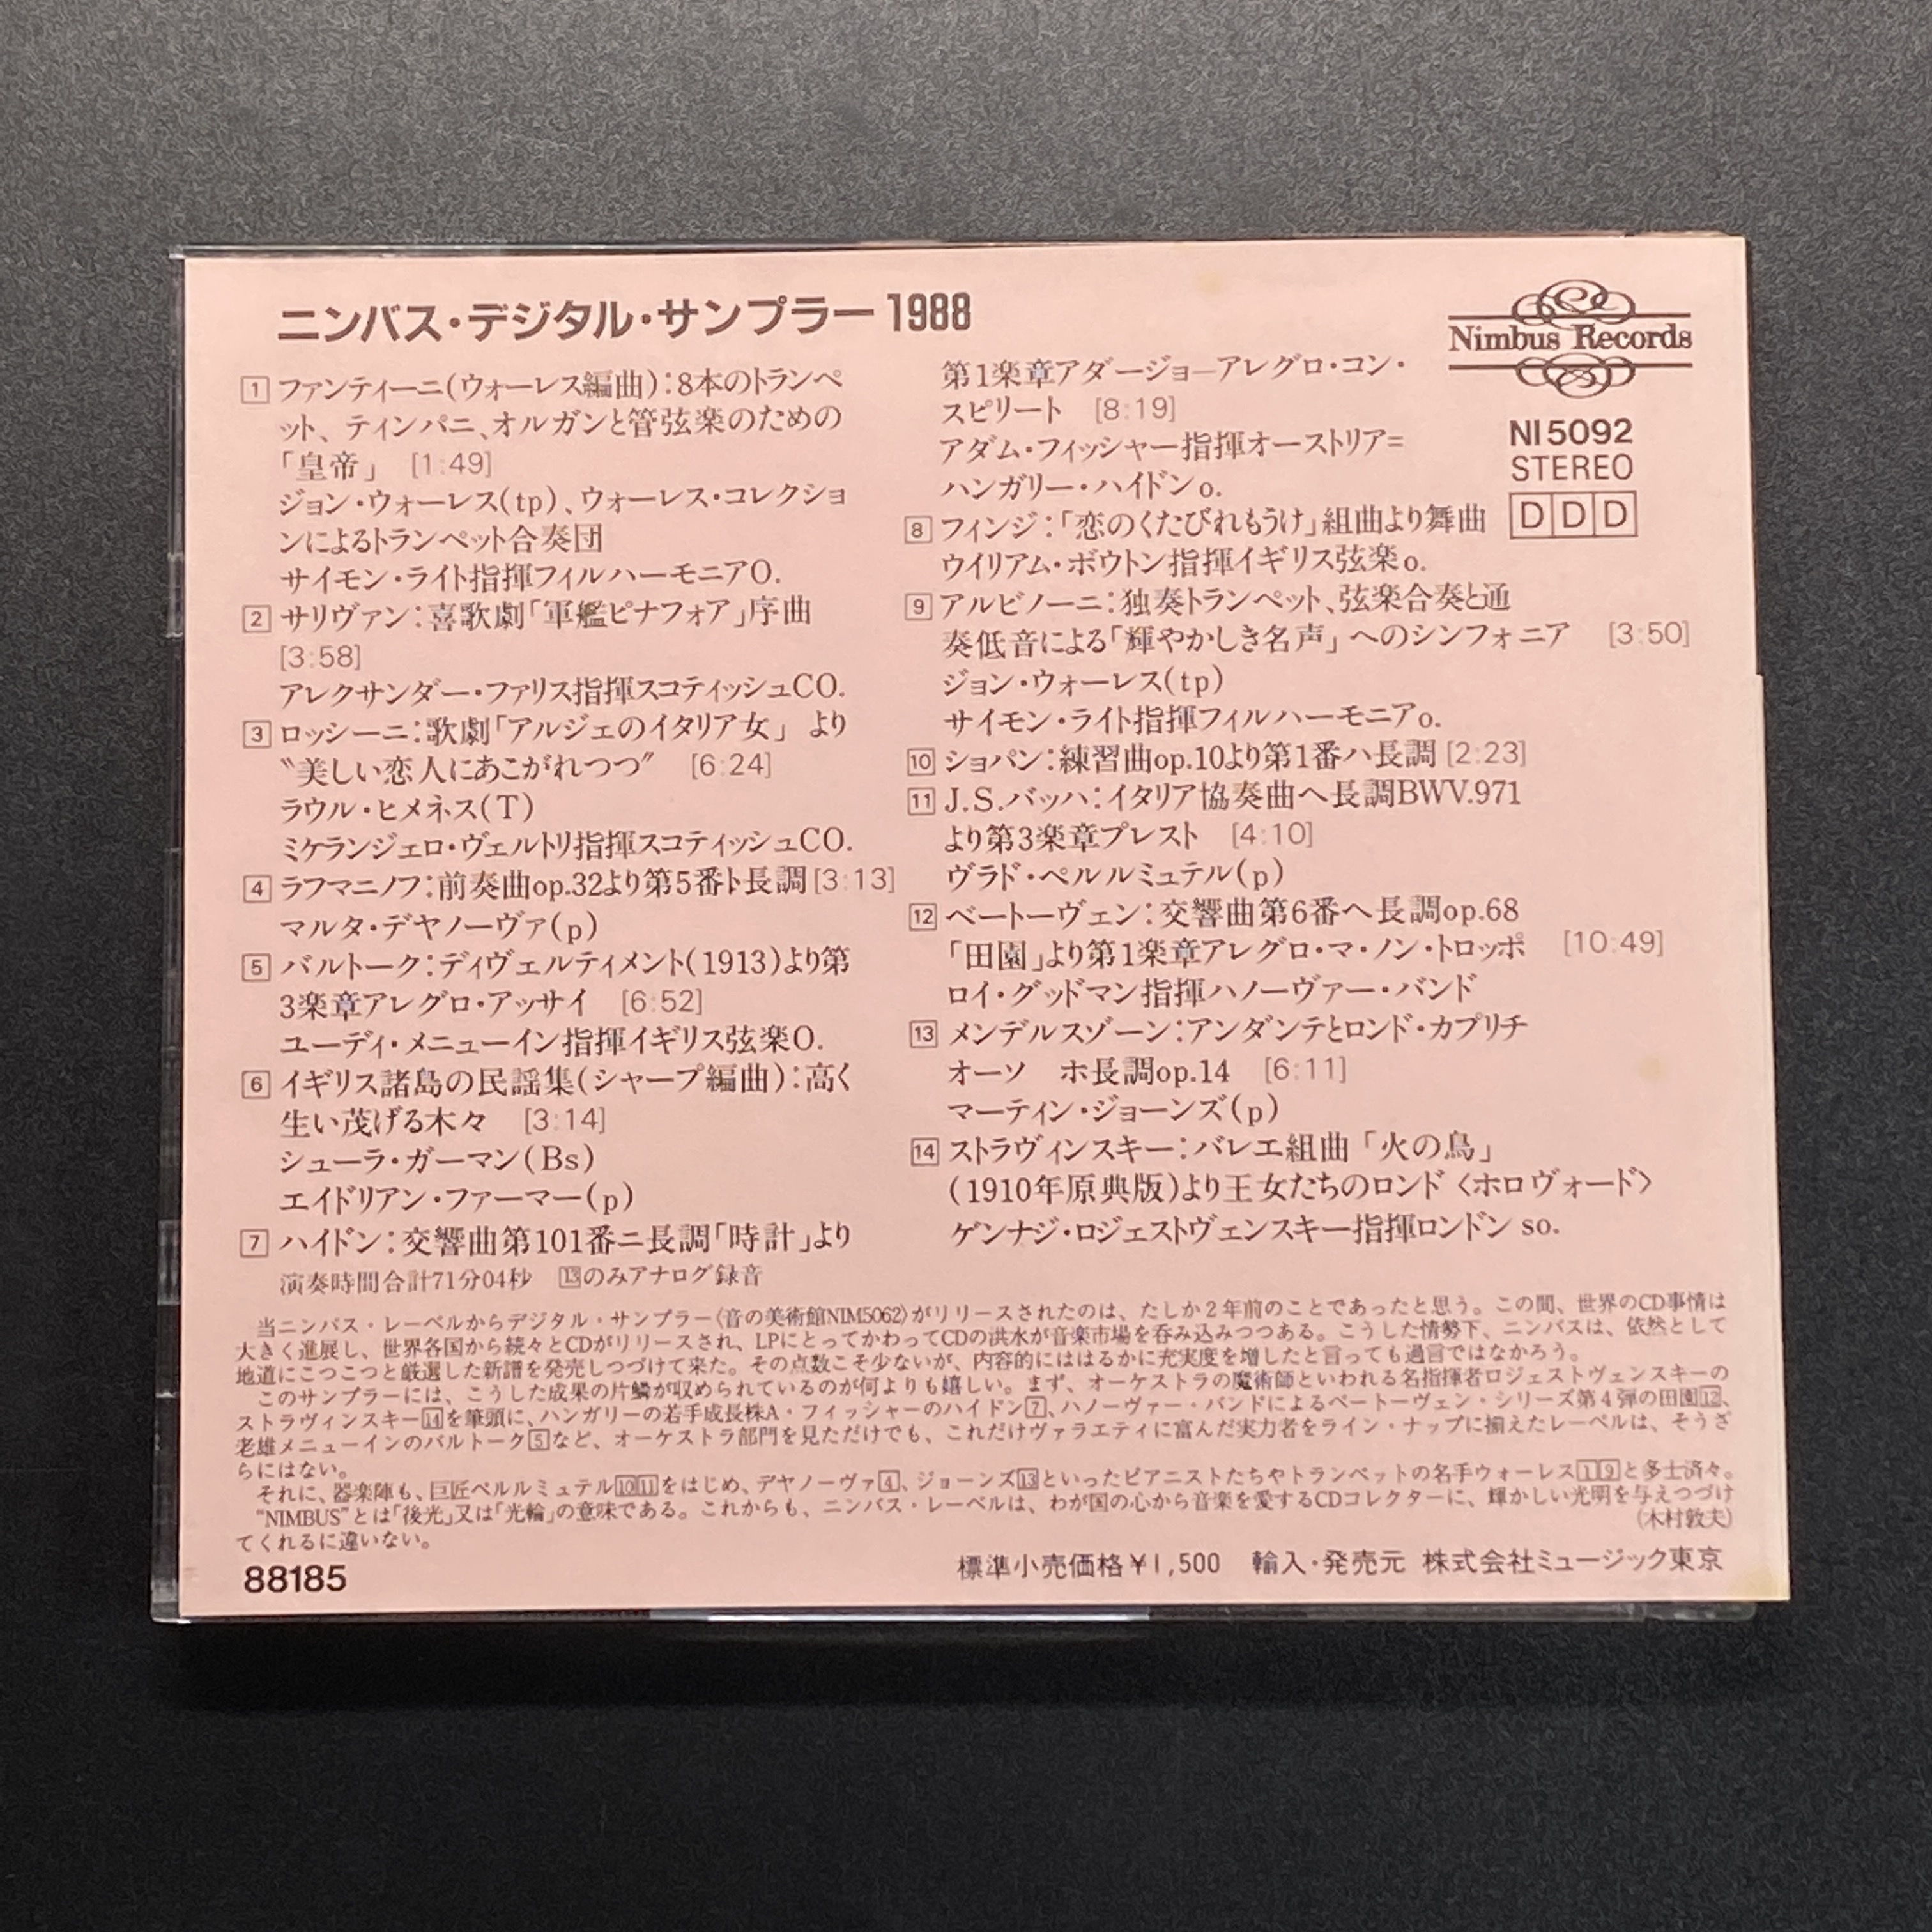 ニンバス・デジタル・サンプラー1988
1 ファンティーニ(ウォーレス編曲):8本のトランペ
ット、ティンパニ、オルガンと管弦楽のための
「皇帝」 [1:49]
ジョン・ウォーレス(tp)、ウォーレス・コレクショ
ンによるトランペット合奏団
サイモン・ライト指揮フィルハーモニアO.
2 サリヴァン:喜歌劇「軍艦ピナフォア」序曲
[3:58]
アレクサンダー・ファリス指揮スコティッシュCO.
3 ロッシーニ:歌劇「アルジェのイタリア女」より
〝美しい恋人にあこがれつつ〟 [6:24]
ラウル・ヒメネス(T)
ミケランジェロ・ヴェルトリ指揮スコティッシュCO.
4 ラフマニノフ:前奏曲op.32より第5番ト長調[3:13]
マルタ・デヤノーヴァ(p)
5 バルトーク:ディヴェルティメント(1913)より第
3楽章アレグロ・アッサイ [6:52]
ユーディ・メニューイン指揮イギリス弦楽O.
6 イギリス諸島の民謡集(シャープ編曲):高く
生い茂げる木々 [3:14]
シューラ・ガーマン(Bs)
エイドリアン・ファーマー(p)
7 ハイドン:交響曲第101番ニ長調「時計」より
演奏時間合計71分04秒 13のみアナログ録音
第1楽章アダージョ―アレグロ・コン・
スピリート [8:19]
アダム・フィッシャー指揮オーストリア=
ハンガリー・ハイドンo.
8 フィンジ:「恋のくたびれもうけ」組曲より舞曲
ウイリアム・ボウトン指揮イギリス弦楽o.
9 アルビノーニ:独奏トランペット、弦楽合奏と通
奏低音による「輝やかしき名声」へのシンフォニア [3:50]
ジョン・ウォーレス(tp)
サイモン・ライト指揮フィルハーモニアo.
10 ショパン:練習曲op.10より第1番ハ長調[2:23]
11 J.S.バッハ:イタリア協奏曲ヘ長調BWV.971
より第3楽章プレスト [4:10]
ヴラド・ペルルミュテル(p)
12 ベートーヴェン:交響曲第6番ヘ長調op.68
「田園」より第1楽章アレグロ・マ・ノン・トロッポ [10:49]
ロイ・グッドマン指揮ハノーヴァー・バンド
13 メンデルスゾーン:アンダンテとロンド・カプリチ
オーソ ホ長調op.14 [6:11]
マーティン・ジョーンズ(p)
14 ストラヴィンスキー:バレエ組曲「火の鳥」
(1910年原典版)より王女たちのロンド〈ホロヴォード〉
ゲンナジ・ロジェストヴェンスキー指揮ロンドン so.
Nimbus Records
NI 5092
STEREO
D D D
当ニンバス・レーベルからデジタル・サンプラー〈音の美術館NIM5062〉がリリースされたのは、たしか2年前のことであったと思う。この間、世界のCD事情は
大きく進展し、世界各国から続々とCDがリリースされ、LPにとってかわってCDの洪水が音楽市場を呑み込みつつある。こうした情勢下、ニンバスは、依然として
地道にこつこつと厳選した新譜を発売しつづけて来た。その点数こそ少ないが、内容的にははるかに充実度を増したと言っても過言ではなかろう。
このサンプラーには、こうした成果の片鱗が収められているのが何よりも嬉しい。まず、オーケストラの魔術師といわれる名指揮者ロジェストヴェンスキーの
ストラヴィンスキー14を筆頭に、ハンガリーの若手成長株A・フィッシャーのハイドン7、ハノーヴァー・バンドによるベートーヴェン・シリーズ第4弾の田園12、
老雄メニューインのバルトーク5など、オーケストラ部門を見ただけでも、これだけヴァラエティに富んだ実力者をライン・ナップに揃えたレーベルは、そうざ
らにはない。
それに、器楽陣も、巨匠ペルルミュテル10 11をはじめ、デヤノーヴァ4、ジョーンズ13といったピアニストたちやトランペットの名手ウォーレス1 9と多士済々。
"NIMBUS"とは「後光」又は「光輪」の意味である。これからも、ニンバス・レーベルは、わが国の心から音楽を愛するCDコレクターに、輝かしい光明を与えつづけ
てくれるに違いない。
(木村敦夫)
88185
標準小売価格¥1,500 輸入・発売元 株式会社ミュージック東京